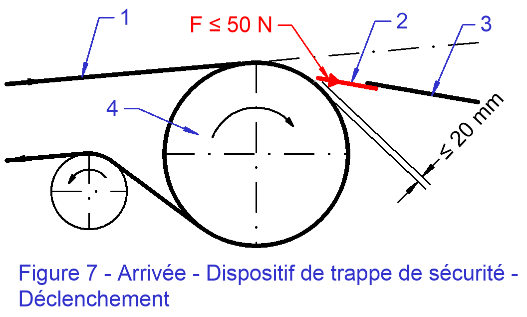 1
F ≤ 50 N
2
3
4
≤ 20 mm
Figure 7 - Arrivée - Dispositif de trappe de sécurité -
Déclenchement